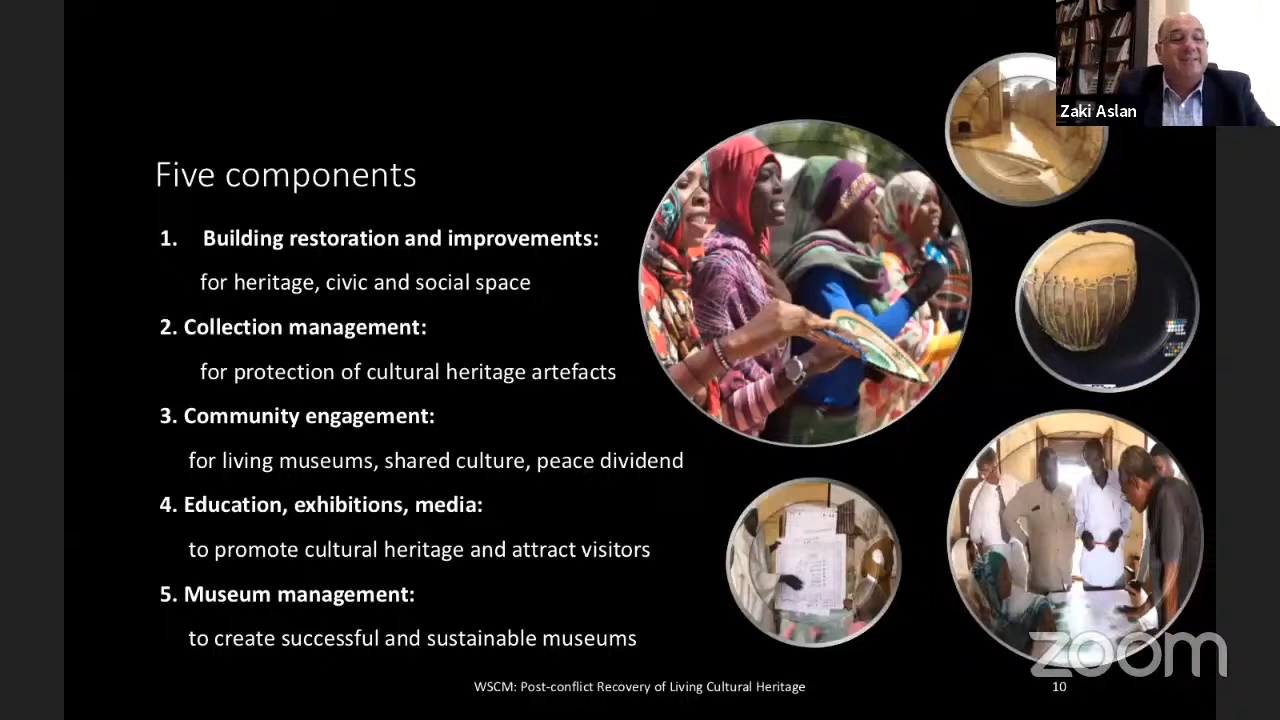 Zaki Aslan
Five components
1. Building restoration and improvements:
for heritage, civic and social space
2. Collection management:
for protection of cultural heritage artefacts
3. Community engagement:
for living museums, shared culture, peace dividend
4. Education, exhibitions, media:
to promote cultural heritage and attract visitors
5. Museum management:
to create successful and sustainable museums
zoom
WSCM: Post-conflict Recovery of Living Cultural Heritage
10